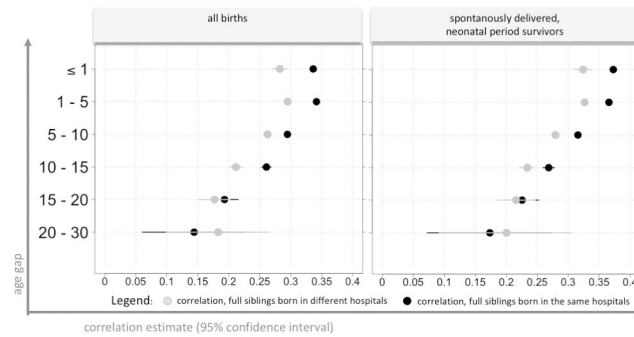 all births
spontanously delivered,
neonatal period survivors
≤ 1
1 - 5
5 - 10
10 - 15
15 - 20
20 - 30
age gap
0 0.05 0.1 0.15 0.2 0.25 0.3 0.35 0.4
0 0.05 0.1 0.15 0.2 0.25 0.3 0.35 0.4
Legend: correlation, full siblings born in different hospitals correlation, full siblings born in the same hospitals
correlation estimate (95% confidence interval)